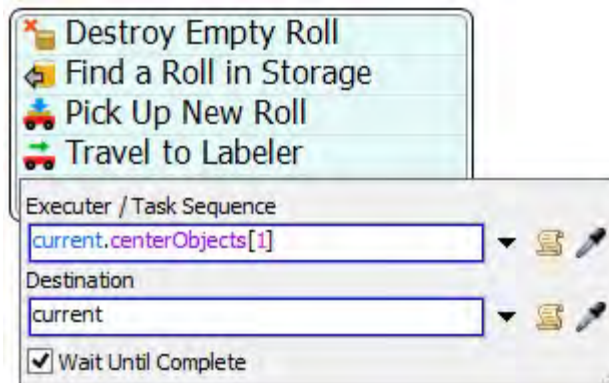 Destroy Empty Roll
Find a Roll in Storage
Pick Up New Roll
Travel to Labeler
Executer / Task Sequence
current.centerObjects[1]
Destination
current
Wait Until Complete